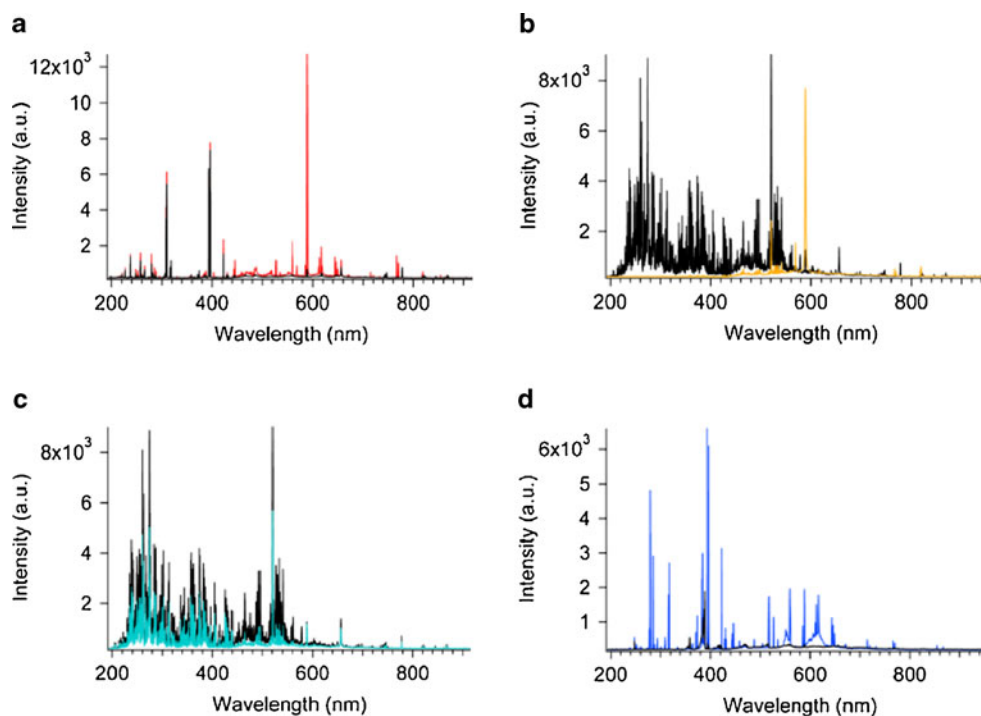 a
12x10³
10
8
6
4
2
Intensity (a.u.)
200 400 600 800
Wavelength (nm)
b
8x10³
6
4
2
Intensity (a.u.)
200 400 600 800
Wavelength (nm)
c
8x10³
6
4
2
Intensity (a.u.)
200 400 600 800
Wavelength (nm)
d
6x10³
5
4
3
2
1
Intensity (a.u.)
200 400 600 800
Wavelength (nm)